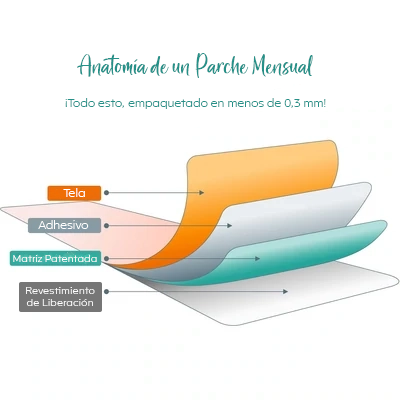 Anatomía de un Parche Mensual
¡Todo esto, empaquetado en menos de 0,3 mm!
Tela
Adhesivo
Matriz Patentada
Revestimiento
de Liberación